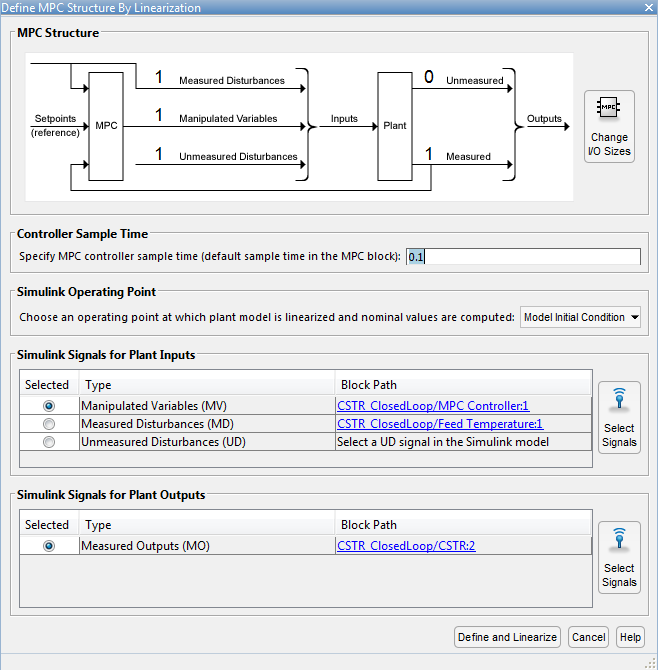 Define MPC Structure By Linearization
MPC Structure
1 Measured Disturbances
0 Unmeasured
Setpoints
(reference)
MPC
1 Manipulated Variables
Inputs
Plant
Outputs
1 Unmeasured Disturbances
1 Measured
MPC
Change
I/O Sizes
Controller Sample Time
Specify MPC controller sample time (default sample time in the MPC block): 0.1
Simulink Operating Point
Choose an operating point at which plant model is linearized and nominal values are computed: Model Initial Condition
Simulink Signals for Plant Inputs
Selected Type Block Path
Manipulated Variables (MV) CSTR_ClosedLoop/MPC Controller:1
Measured Disturbances (MD) CSTR_ClosedLoop/Feed Temperature:1
Unmeasured Disturbances (UD) Select a UD signal in the Simulink model
Select
Signals
Simulink Signals for Plant Outputs
Selected Type Block Path
Measured Outputs (MO) CSTR_ClosedLoop/CSTR:2
Select
Signals
Define and Linearize Cancel Help